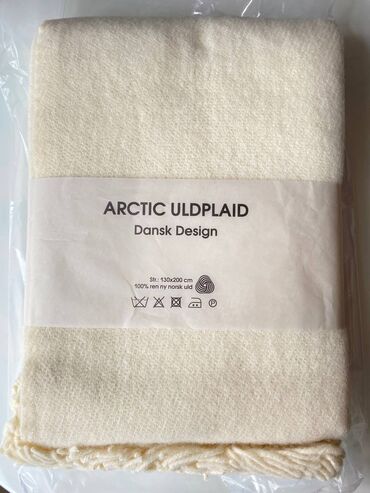 ARCTIC ULDPLAID
Dansk Design
Str.: 130x200 cm
100% ren ny norsk uld
P